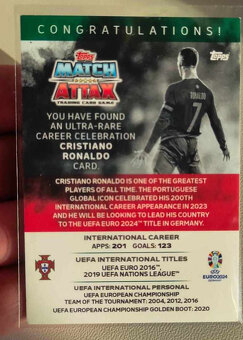 CONGRATULATIONS!
Topps
Topps
MATCH
ATTAX
TRADING CARD GAME
RONALDO
7
YOU HAVE FOUND
AN ULTRA-RARE
CAREER CELEBRATION
CRISTIANO
RONALDO CARD.
CRISTIANO RONALDO IS ONE OF THE GREATEST
PLAYERS OF ALL TIME. THE PORTUGUESE
GLOBAL ICON CELEBRATED HIS 200TH
INTERNATIONAL CAREER APPEARANCE IN 2023
AND HE WILL BE LOOKING TO LEAD HIS COUNTRY
TO THE UEFA EURO 2024™ TITLE IN GERMANY.
INTERNATIONAL CAREER
APPS: 201 GOALS: 123
UEFA INTERNATIONAL TITLES
UEFA EURO 2016™,
2019 UEFA NATIONS LEAGUE™
EURO2024
UEFA INTERNATIONAL PERSONAL
UEFA EUROPEAN CHAMPIONSHIP
TEAM OF THE TOURNAMENT: 2004, 2012, 2016
UEFA EUROPEAN CHAMPIONSHIP GOLDEN BOOT: 2020